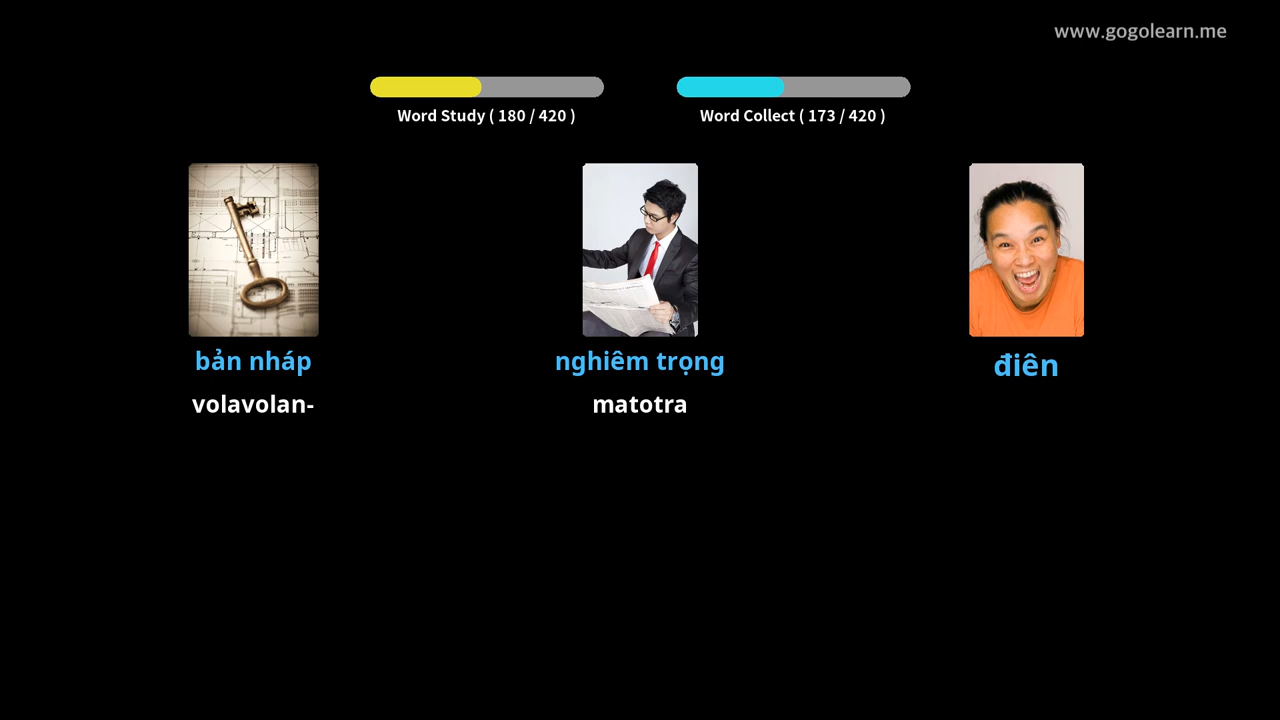 www.gogolearn.me
Word Study ( 180 / 420 )
Word Collect ( 173 / 420 )
bản nháp
nghiêm trọng
điên
volavolan-
matotra